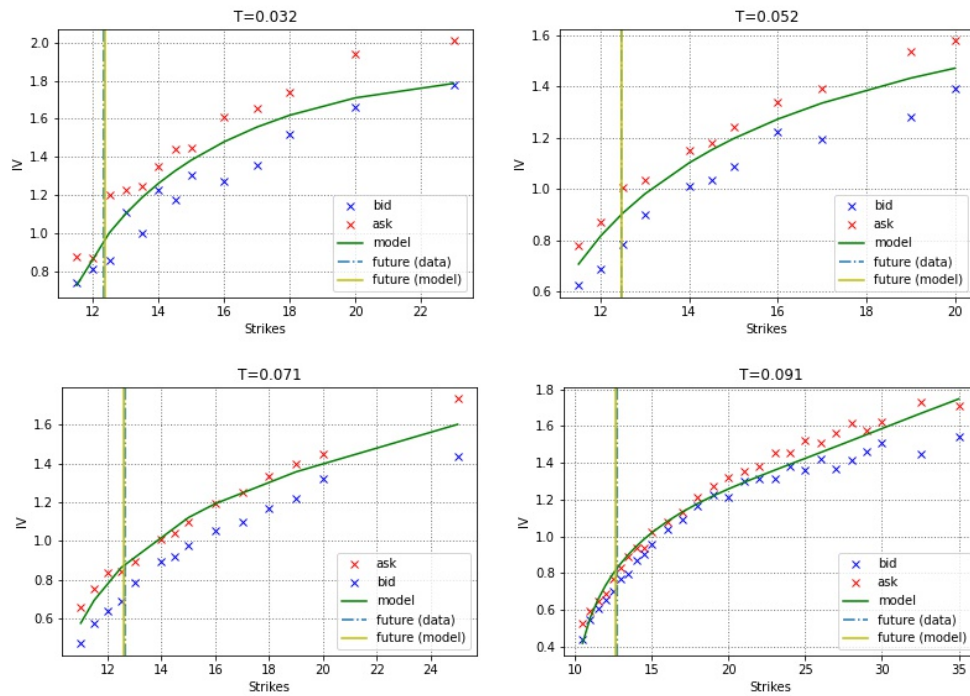 T=0.032
IV
2.0
1.8
1.6
1.4
1.2
1.0
0.8
bid
ask
model
future (data)
future (model)
12 14 16 18 20 22
Strikes
T=0.052
IV
1.6
1.4
1.2
1.0
0.8
0.6
bid
ask
model
future (data)
future (model)
12 14 16 18 20
Strikes
T=0.071
IV
1.6
1.4
1.2
1.0
0.8
0.6
ask
bid
model
future (data)
future (model)
12 14 16 18 20 22 24
Strikes
T=0.091
IV
1.8
1.6
1.4
1.2
1.0
0.8
0.6
0.4
bid
ask
model
future (data)
future (model)
10 15 20 25 30 35
Strikes